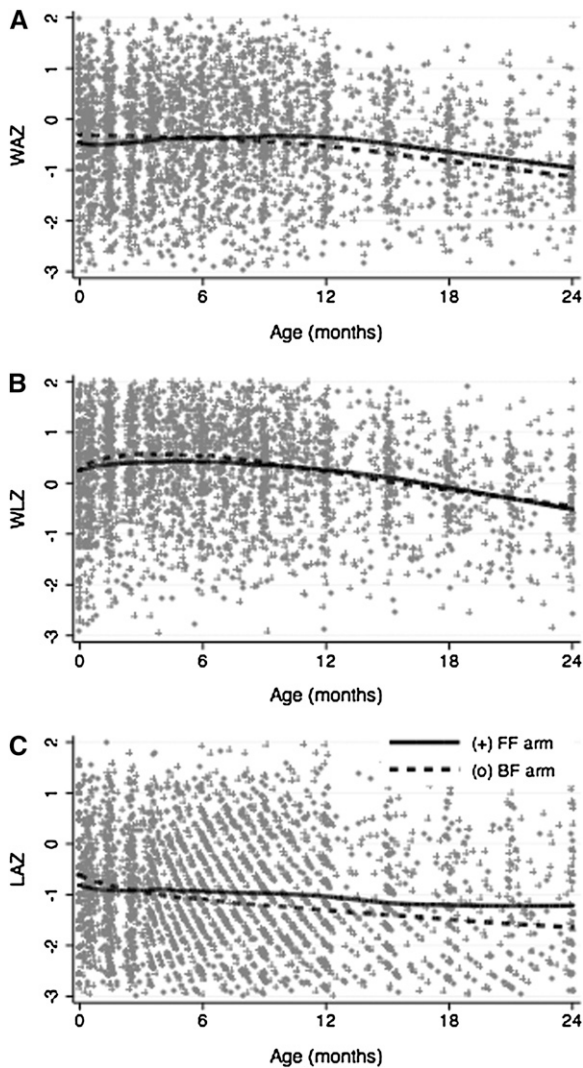 A
WAZ
2
1
0
-1
-2
-3
0 6 12 18 24
Age (months)
B
WLZ
2
1
0
-1
-2
-3
0 6 12 18 24
Age (months)
C
(+) FF arm
(o) BF arm
LAZ
2
1
0
-1
-2
-3
0 6 12 18 24
Age (months)